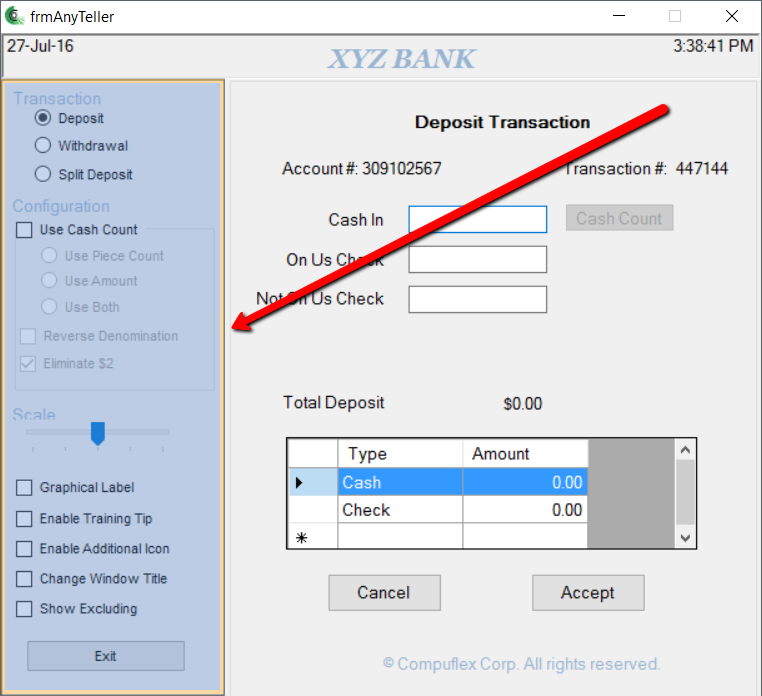 frmAnyTeller
27-Jul-16
XYZ BANK
3:38:41 PM
Transaction
Deposit
Withdrawal
Split Deposit
Configuration
Use Cash Count
Use Piece Count
Use Amount
Use Both
Reverse Denomination
Eliminate $2
Scale
Graphical Label
Enable Training Tip
Enable Additional Icon
Change Window Title
Show Excluding
Exit
Deposit Transaction
Account #: 309102567
Transaction #: 447144
Cash In
Cash Count
On Us Check
Not On Us Check
Total Deposit
$0.00
Type Amount
Cash 0.00
Check 0.00
Cancel
Accept
© Compuflex Corp. All rights reserved.